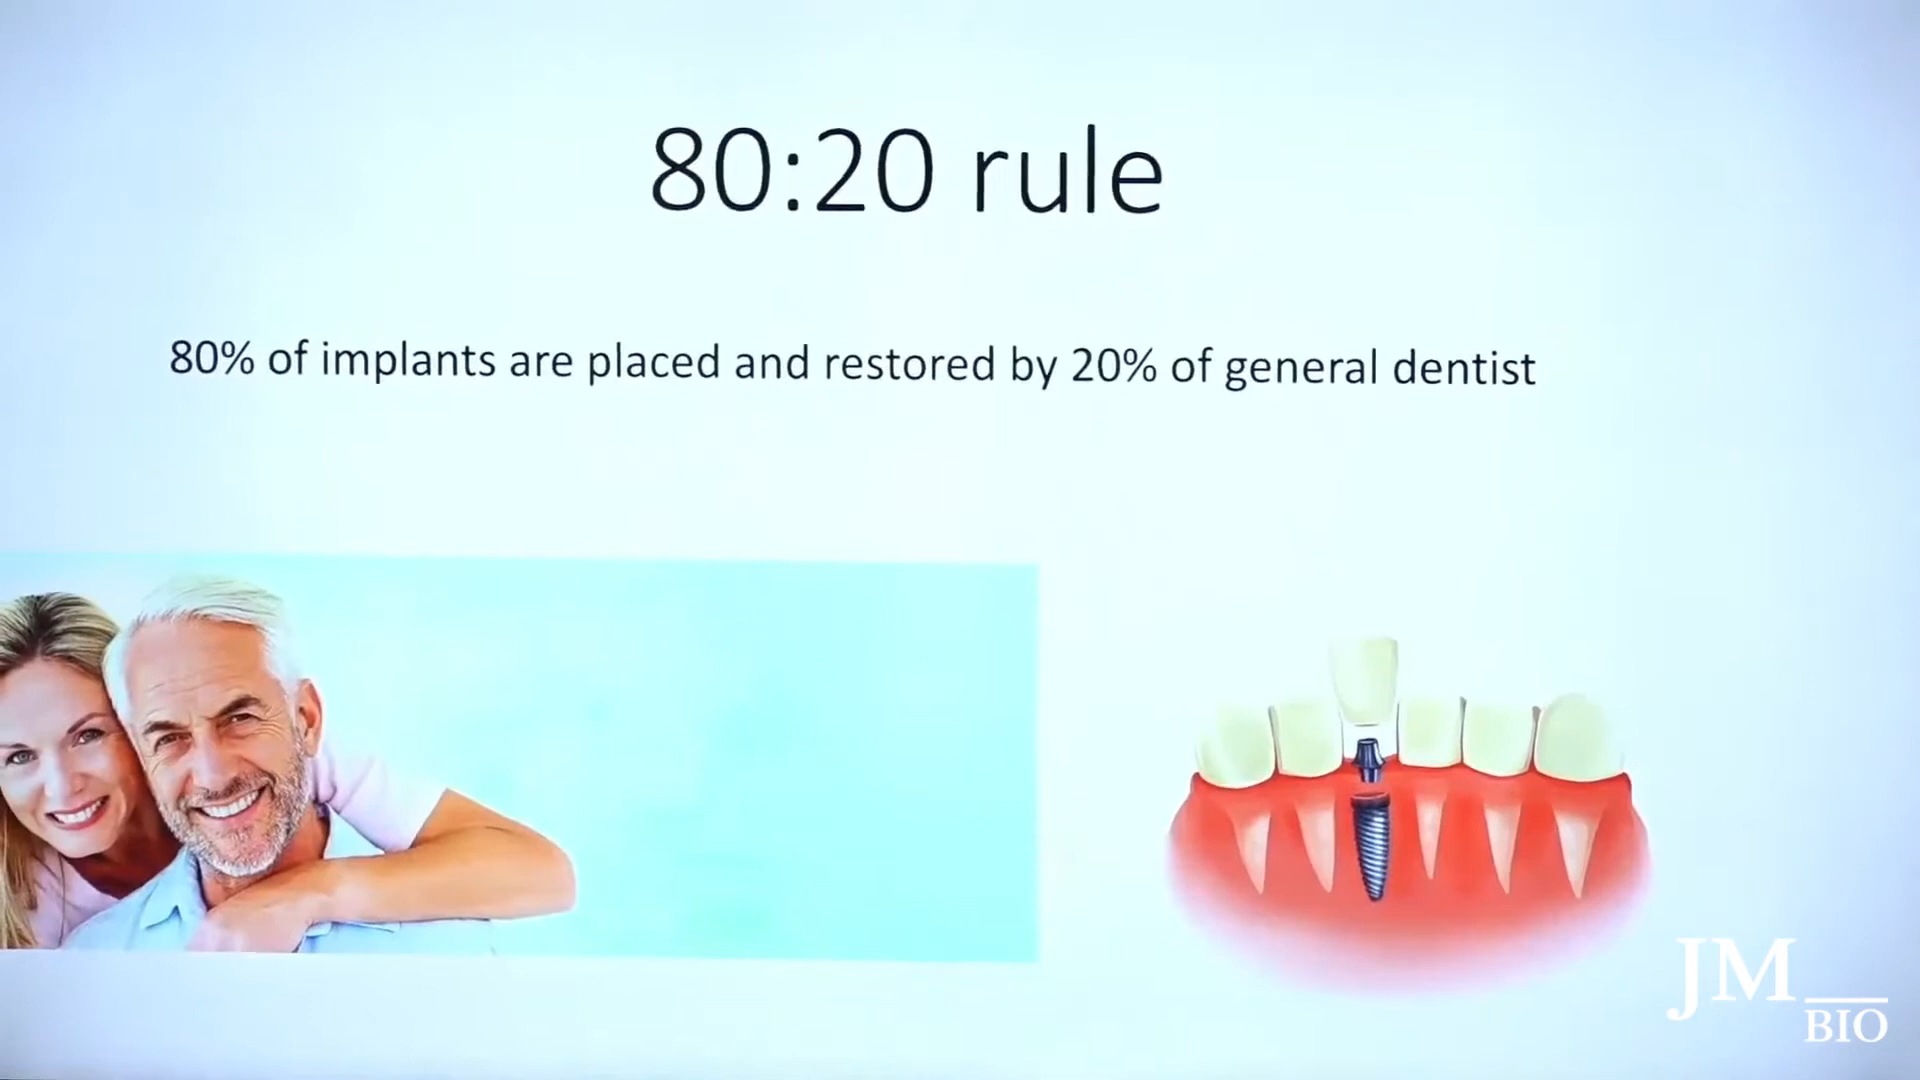 80:20 rule
80% of implants are placed and restored by 20% of general dentist
JM
BIO